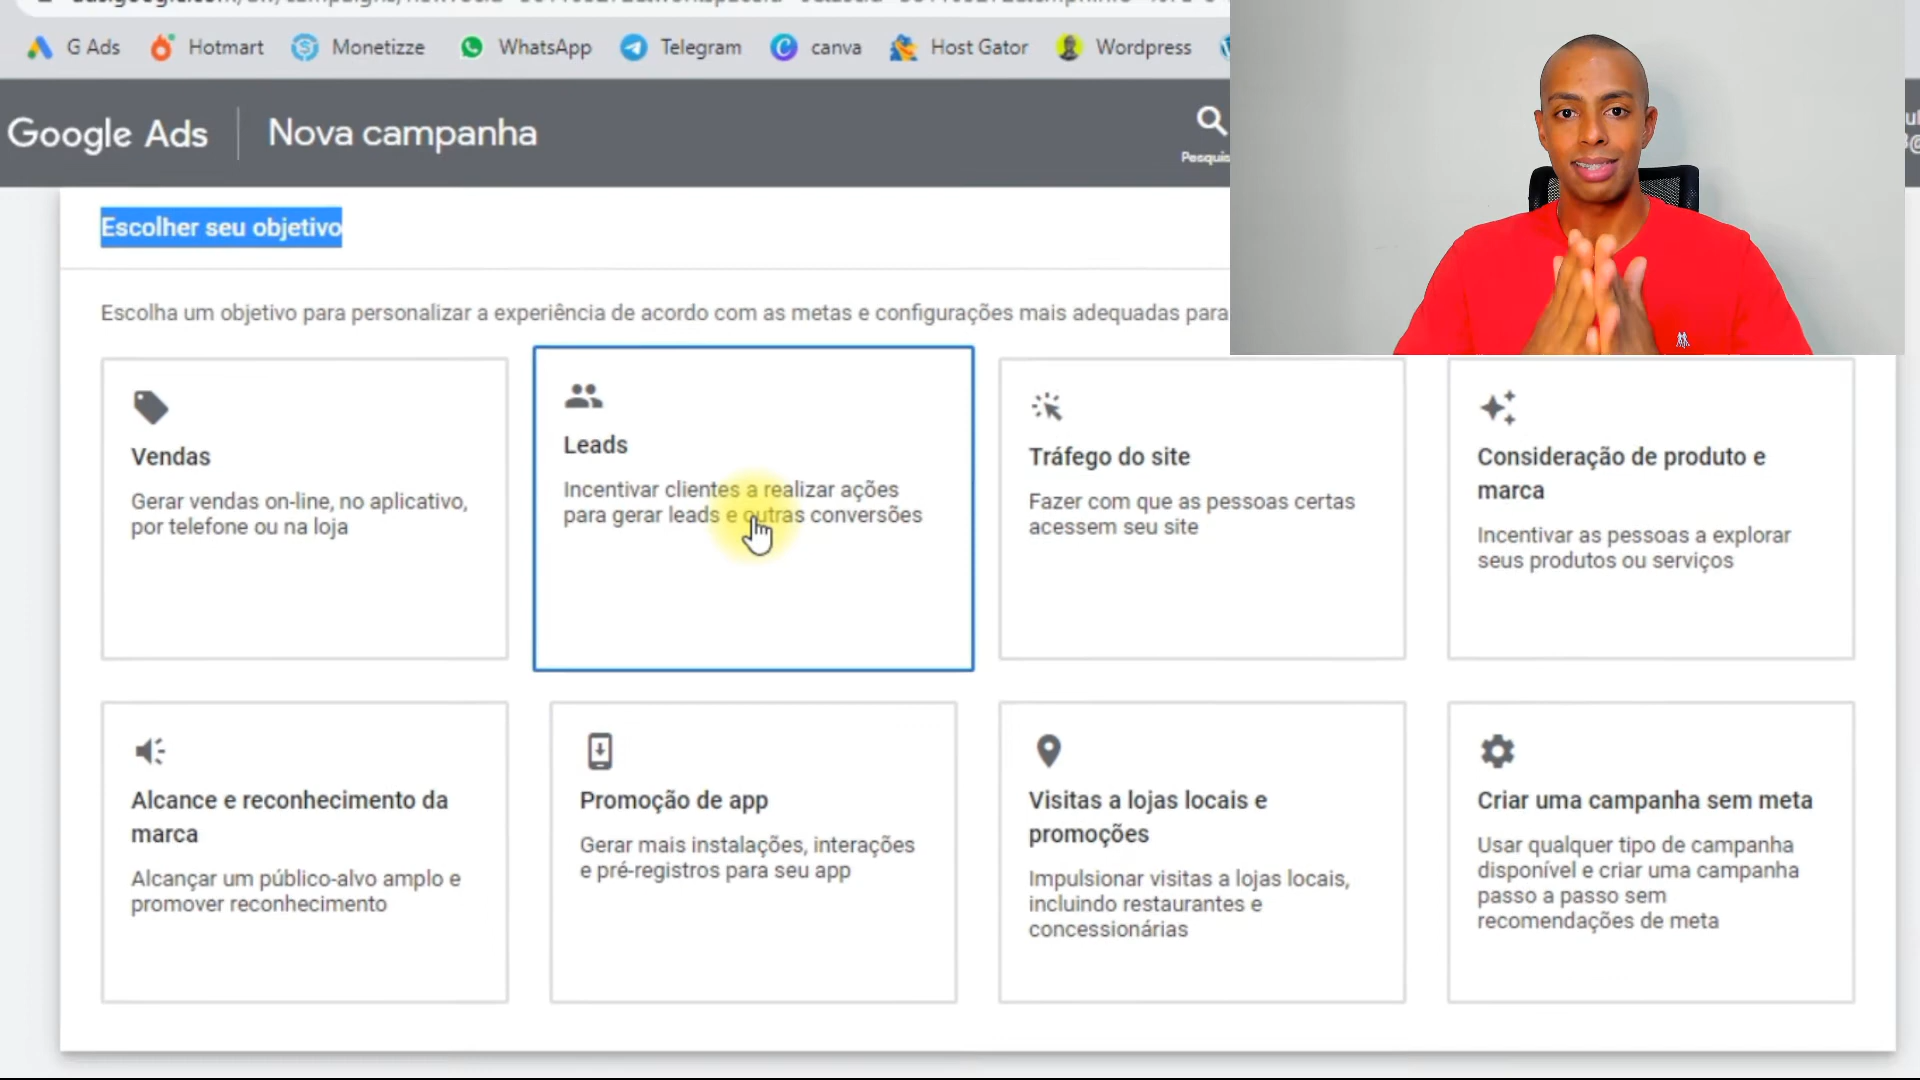 G Ads Hotmart Monetizze WhatsApp Telegram canva Host Gator Wordpress
Google Ads Nova campanha
Escolher seu objetivo
Escolha um objetivo para personalizar a experiência de acordo com as metas e configurações mais adequadas para
Vendas
Gerar vendas on-line, no aplicativo,
por telefone ou na loja
Leads
Incentivar clientes a realizar ações
para gerar leads e outras conversões
Tráfego do site
Fazer com que as pessoas certas
acessem seu site
Consideração de produto e
marca
Incentivar as pessoas a explorar
seus produtos ou serviços
Alcance e reconhecimento da
marca
Alcançar um público-alvo amplo e
promover reconhecimento
Promoção de app
Gerar mais instalações, interações
e pré-registros para seu app
Visitas a lojas locais e
promoções
Impulsionar visitas a lojas locais,
incluindo restaurantes e
concessionárias
Criar uma campanha sem meta
Usar qualquer tipo de campanha
disponível e criar uma campanha
passo a passo sem
recomendações de meta